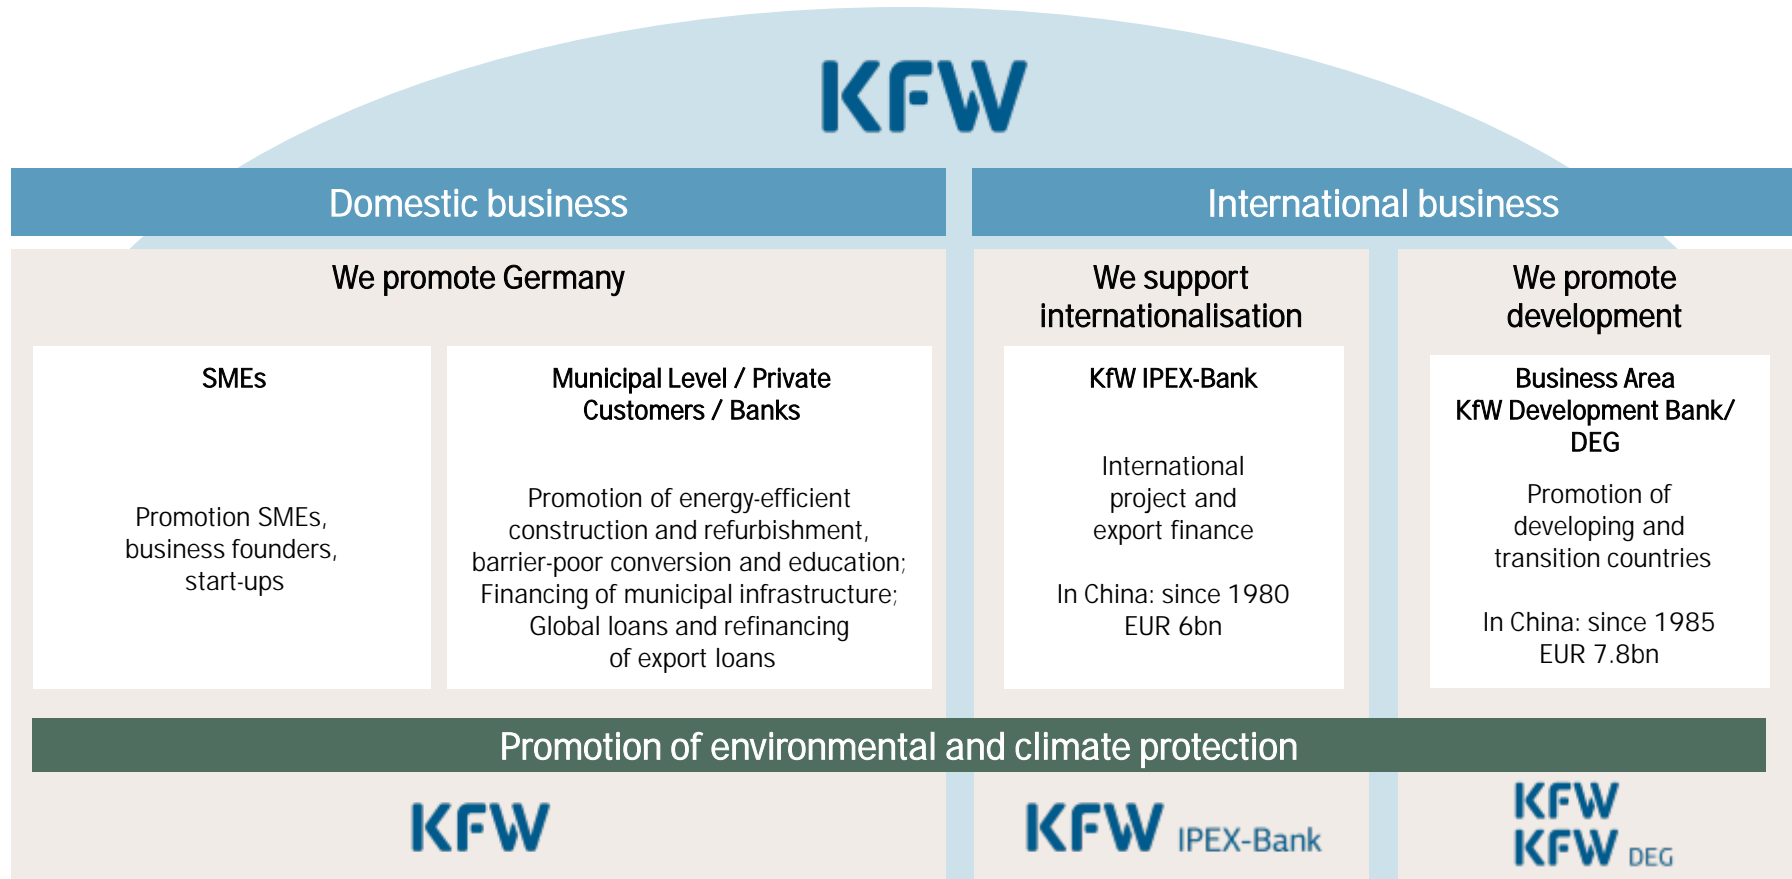 KFW
Domestic business
International business
We promote Germany
SMEs
Promotion SMEs,
business founders,
start-ups
Municipal Level / Private
Customers / Banks
Promotion of energy-efficient
construction and refurbishment,
barrier-poor conversion and education;
Financing of municipal infrastructure;
Global loans and refinancing
of export loans
We support
internationalisation
KfW IPEX-Bank
International
project and
export finance
In China: since 1980
EUR 6bn
We promote
development
Business Area
KfW Development Bank/
DEG
Promotion of
developing and
transition countries
In China: since 1985
EUR 7.8bn
Promotion of environmental and climate protection
KFW
KFW IPEX-Bank
KFW
KFW DEG